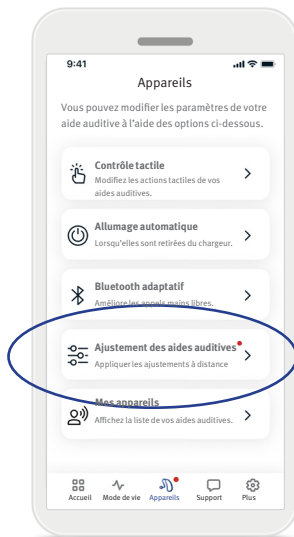 9:41
Appareils
Vous pouvez modifier les paramètres de votre
aide auditive à l'aide des options ci-dessous.
Contrôle tactile
Modifiez les actions tactiles de vos
aides auditives.
Allumage automatique
Lorsqu'elles sont retirées du chargeur.
Bluetooth adaptatif
Améliore les appels mains libres.
Ajustement des aides auditives
Appliquer les ajustements à distance
Mes appareils
Affichez la liste de vos aides auditives.
Accueil Mode de vie Appareils Support Plus